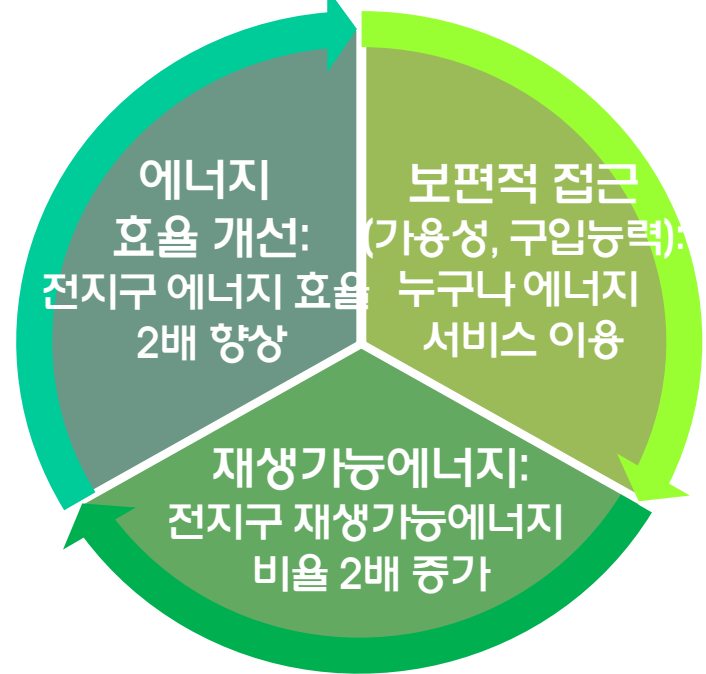 에너지
효율 개선:
전지구 에너지 효율
2배 향상
보편적 접근
(가용성, 구입능력):
누구나 에너지
서비스 이용
재생가능에너지:
전지구 재생가능에너지
비율 2배 증가